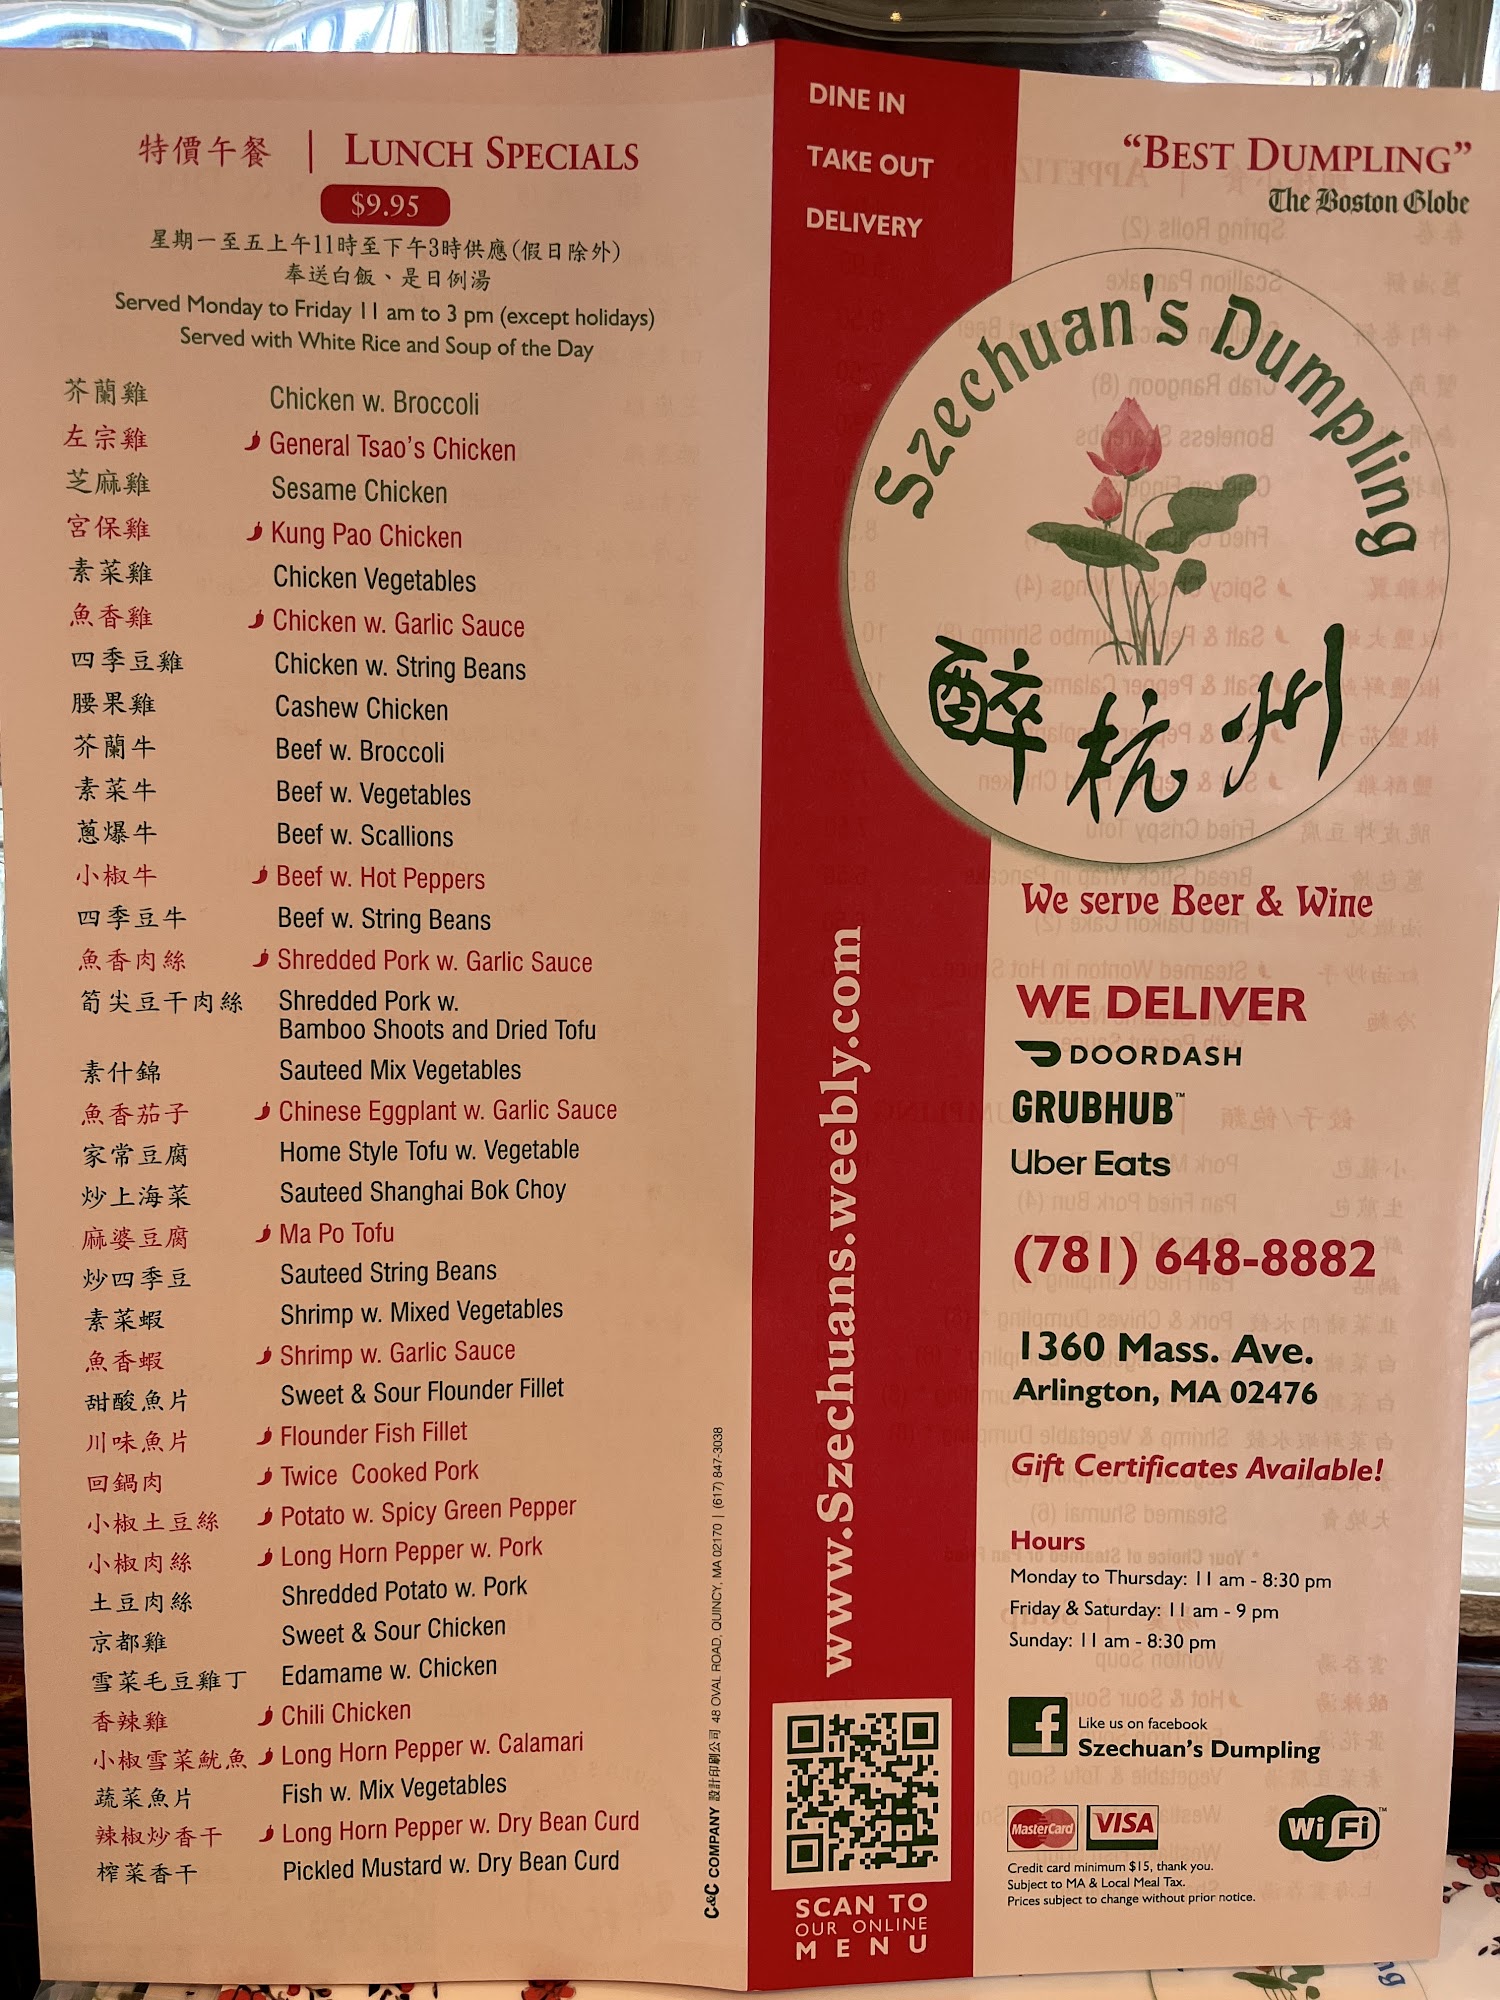 特價午餐 | LUNCH SPECIALS
$9.95
星期一至五上午11時至下午3時供應(假日除外)
奉送白飯、是日例湯
Served Monday to Friday 11 am to 3 pm (except holidays)
Served with White Rice and Soup of the Day
芥蘭雞 Chicken w. Broccoli
左宗雞 General Tsao's Chicken
芝麻雞 Sesame Chicken
宮保雞 Kung Pao Chicken
素菜雞 Chicken Vegetables
魚香雞 Chicken w. Garlic Sauce
四季豆雞 Chicken w. String Beans
腰果雞 Cashew Chicken
芥蘭牛 Beef w. Broccoli
素菜牛 Beef w. Vegetables
蔥爆牛 Beef w. Scallions
小椒牛 Beef w. Hot Peppers
四季豆牛 Beef w. String Beans
魚香肉絲 Shredded Pork w. Garlic Sauce
筍尖豆干肉絲 Shredded Pork w.
Bamboo Shoots and Dried Tofu
素什錦 Sauteed Mix Vegetables
魚香茄子 Chinese Eggplant w. Garlic Sauce
家常豆腐 Home Style Tofu w. Vegetable
炒上海菜 Sauteed Shanghai Bok Choy
麻婆豆腐 Ma Po Tofu
炒四季豆 Sauteed String Beans
素菜蝦 Shrimp w. Mixed Vegetables
魚香蝦 Shrimp w. Garlic Sauce
甜酸魚片 Sweet & Sour Flounder Fillet
川味魚片 Flounder Fish Fillet
回鍋肉 Twice Cooked Pork
小椒土豆絲 Potato w. Spicy Green Pepper
小椒肉絲 Long Horn Pepper w. Pork
土豆肉絲 Shredded Potato w. Pork
京都雞 Sweet & Sour Chicken
雪菜毛豆雞丁 Edamame w. Chicken
香辣雞 Chili Chicken
小椒雪菜魷魚 Long Horn Pepper w. Calamari
蔬菜魚片 Fish w. Mix Vegetables
辣椒炒香干 Long Horn Pepper w. Dry Bean Curd
榨菜香干 Pickled Mustard w. Dry Bean Curd
C&C COMPANY 設計印刷公司 48 OVAL ROAD, QUINCY, MA 02170 | (617) 847-3038
DINE IN
TAKE OUT
DELIVERY
www.Szechuans.weebly.com
SCAN TO
OUR ONLINE
MENU
"BEST DUMPLING"
The Boston Globe
Szechuan's Dumpling
醉杭州
We serve Beer & Wine
WE DELIVER
DOORDASH
GRUBHUB™
Uber Eats
(781) 648-8882
1360 Mass. Ave.
Arlington, MA 02476
Gift Certificates Available!
Hours
Monday to Thursday: 11 am - 8:30 pm
Friday & Saturday: 11 am - 9 pm
Sunday: 11 am - 8:30 pm
f Like us on facebook
Szechuan's Dumpling
MasterCard VISA
WiFi™
Credit card minimum $15, thank you.
Subject to MA & Local Meal Tax.
Prices subject to change without prior notice.